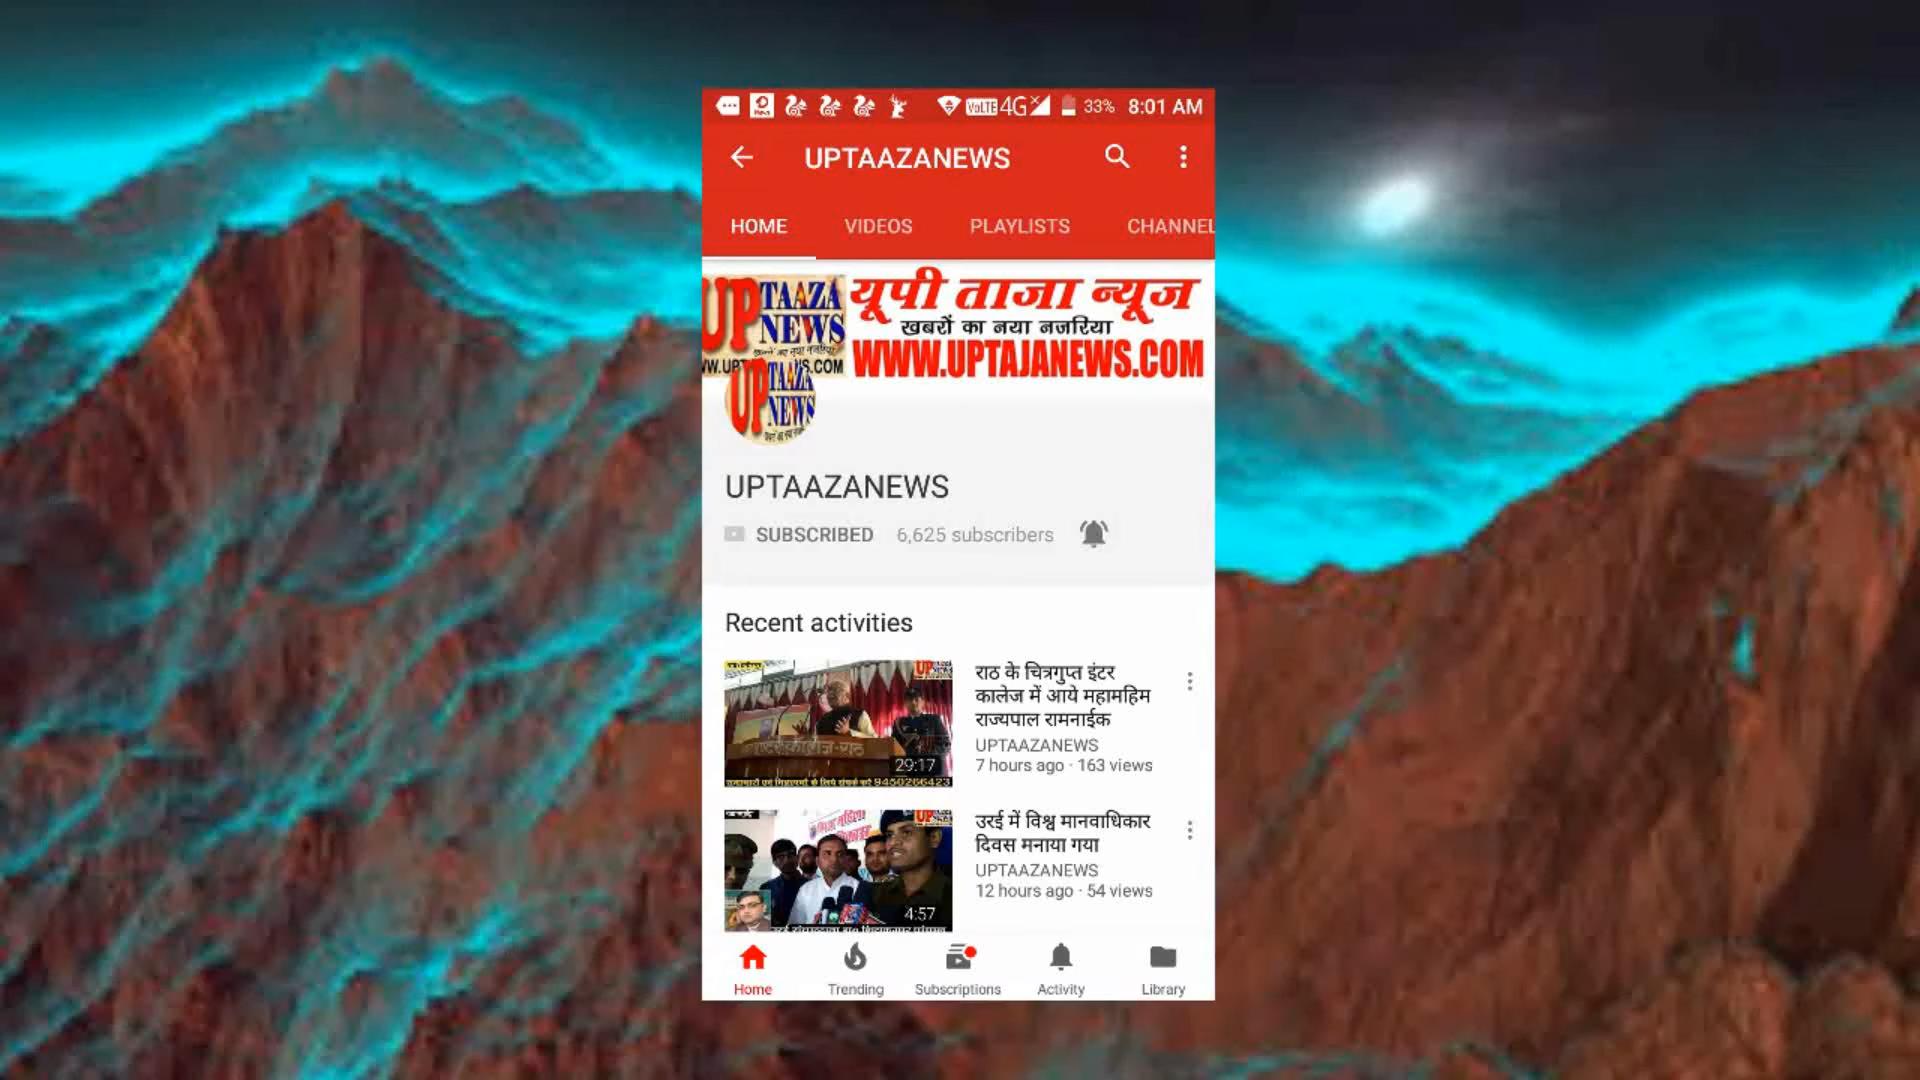 VoLTE 4G 33% 8:01 AM
UPTAAZANEWS
HOME VIDEOS PLAYLISTS CHANNEL
UP TAAZA NEWS
यूपी ताजा न्यूज
खबरों का नया नजरिया
WWW.UPTAJANEWS.COM
UP TAAZA NEWS
UPTAAZANEWS
SUBSCRIBED 6,625 subscribers
Recent activities
राठ के चित्रगुप्त इंटर
कालेज में आये महामहिम
राज्यपाल रामनाईक
UPTAAZANEWS
7 hours ago · 163 views
29:17
9450266423
उरई में विश्व मानवाधिकार
दिवस मनाया गया
UPTAAZANEWS
12 hours ago · 54 views
4:57
Home Trending Subscriptions Activity Library